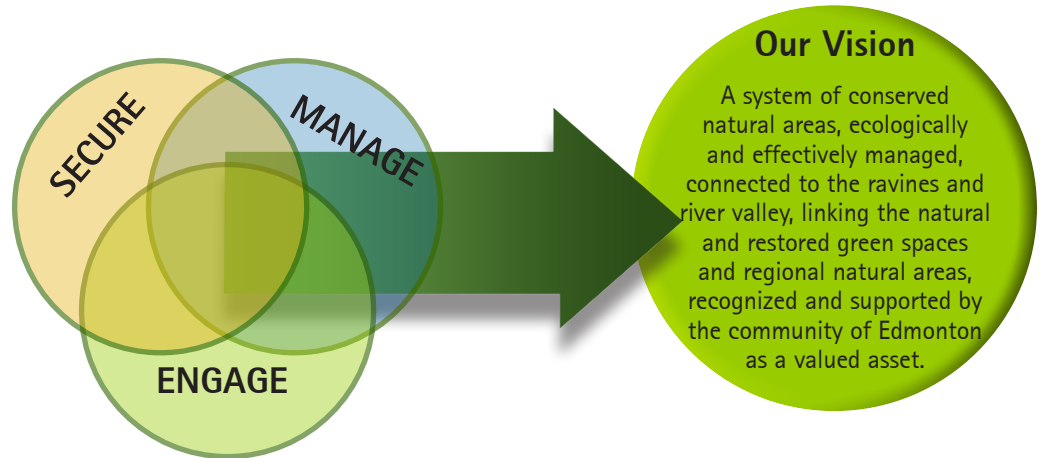 SECURE
MANAGE
ENGAGE
Our Vision
A system of conserved
natural areas, ecologically
and effectively managed,
connected to the ravines and
river valley, linking the natural
and restored green spaces
and regional natural areas,
recognized and supported by
the community of Edmonton
as a valued asset.